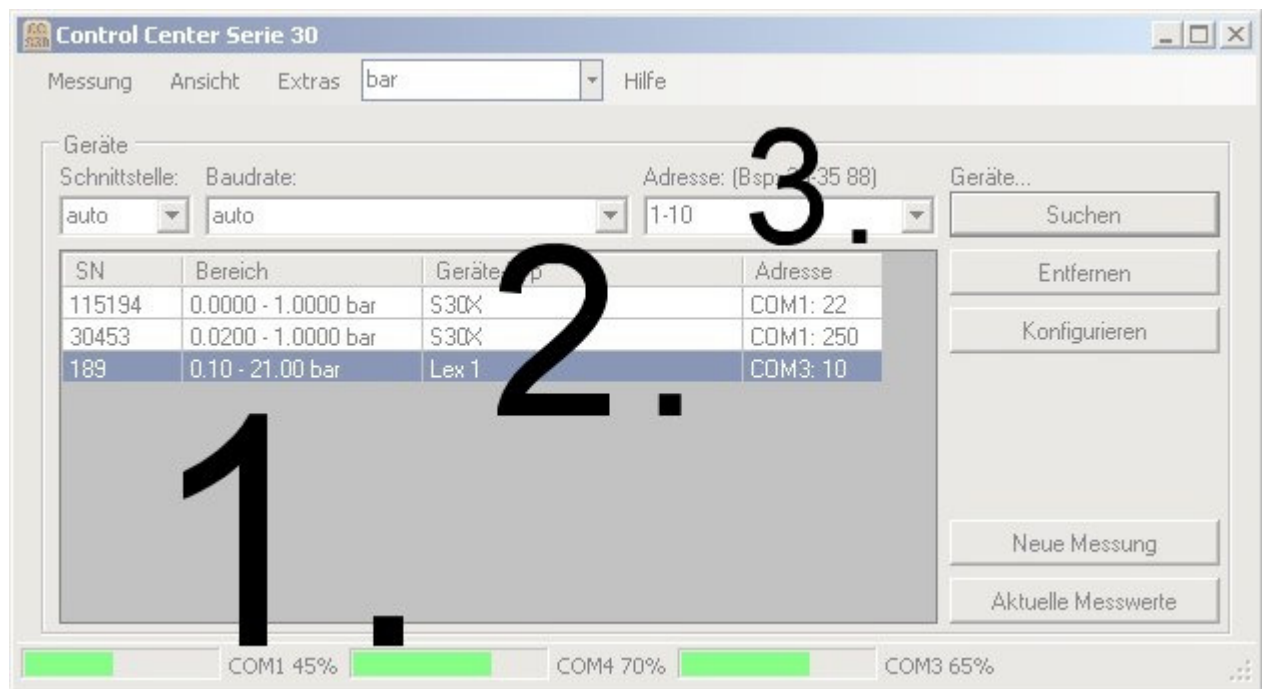 Control Center Serie 30
Messung Ansicht Extras bar Hilfe
Geräte
Schnittstelle: Baudrate: Adresse: (Bsp: 35 88) Geräte...
auto auto 1-10 Suchen
3.
SN Bereich Adresse Entfernen
115194 0.0000 - 1.0000 bar S30X COM1: 22
30453 0.0200 - 1.0000 bar S30X COM1: 250 Konfigurieren
189 0.10 - 21.00 bar Lex 1 COM3: 10
2.
1.
Neue Messung
Aktuelle Messwerte
COM1 45% COM4 70% COM3 65%